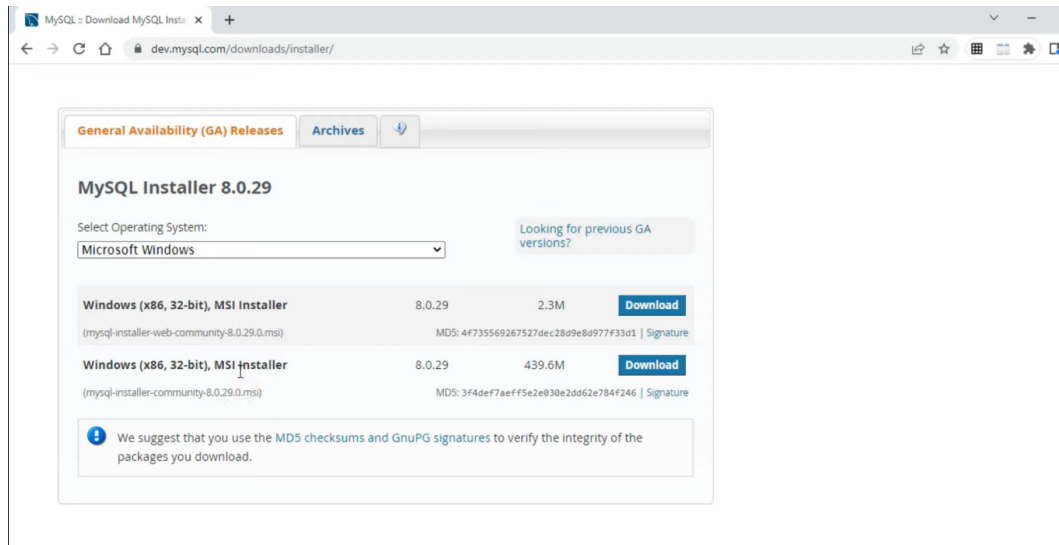 MySQL :: Download MySQL Insta
dev.mysql.com/downloads/installer/
General Availability (GA) Releases
Archives
MySQL Installer 8.0.29
Select Operating System:
Looking for previous GA
versions?
Microsoft Windows
Windows (x86, 32-bit), MSI Installer 8.0.29 2.3M Download
(mysql-installer-web-community-8.0.29.0.msi) MD5: 4f735569267527dec28d9e8d977f33d1 | Signature
Windows (x86, 32-bit), MSI Installer 8.0.29 439.6M Download
(mysql-installer-community-8.0.29.0.msi) MD5: 3f4def7aeff5e2e030e2dd62e784f246 | Signature
We suggest that you use the MD5 checksums and GnuPG signatures to verify the integrity of the
packages you download.